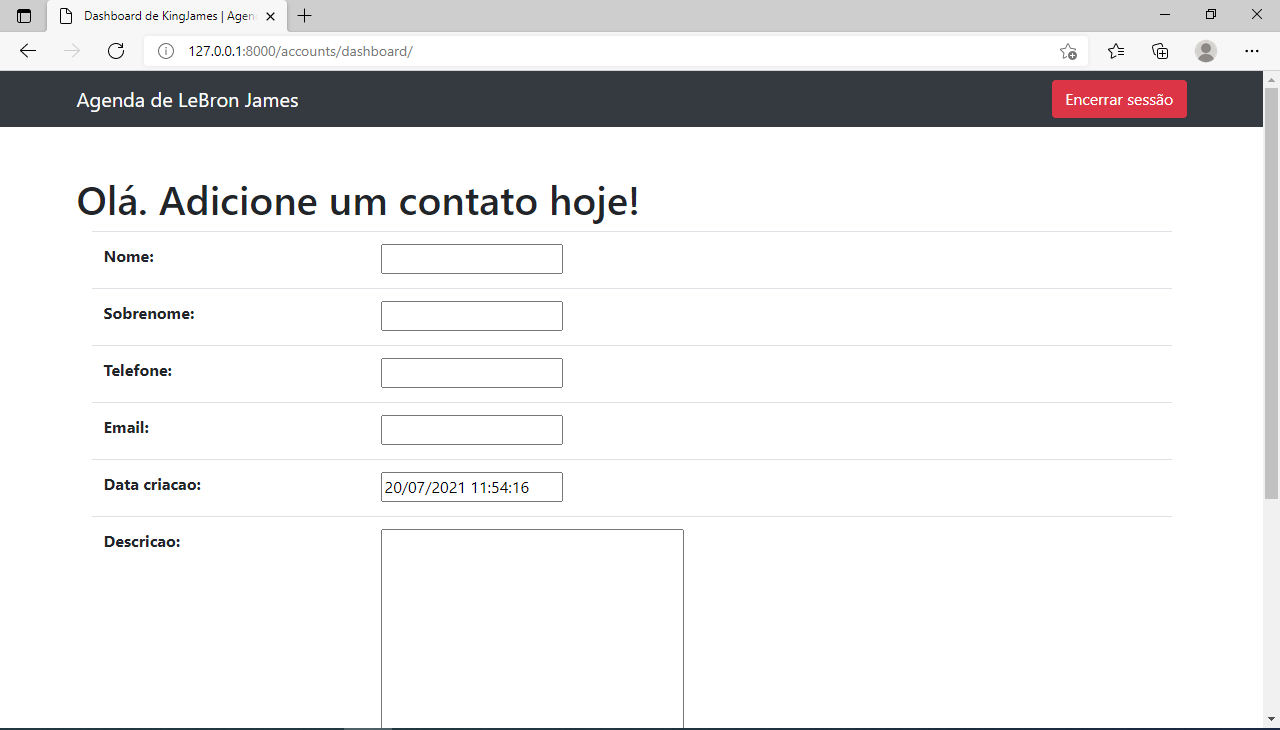 Dashboard de KingJames | Agen
127.0.0.1:8000/accounts/dashboard/
Agenda de LeBron James
Encerrar sessão
Olá. Adicione um contato hoje!
Nome:
Sobrenome:
Telefone:
Email:
Data criacao:
20/07/2021 11:54:16
Descricao: